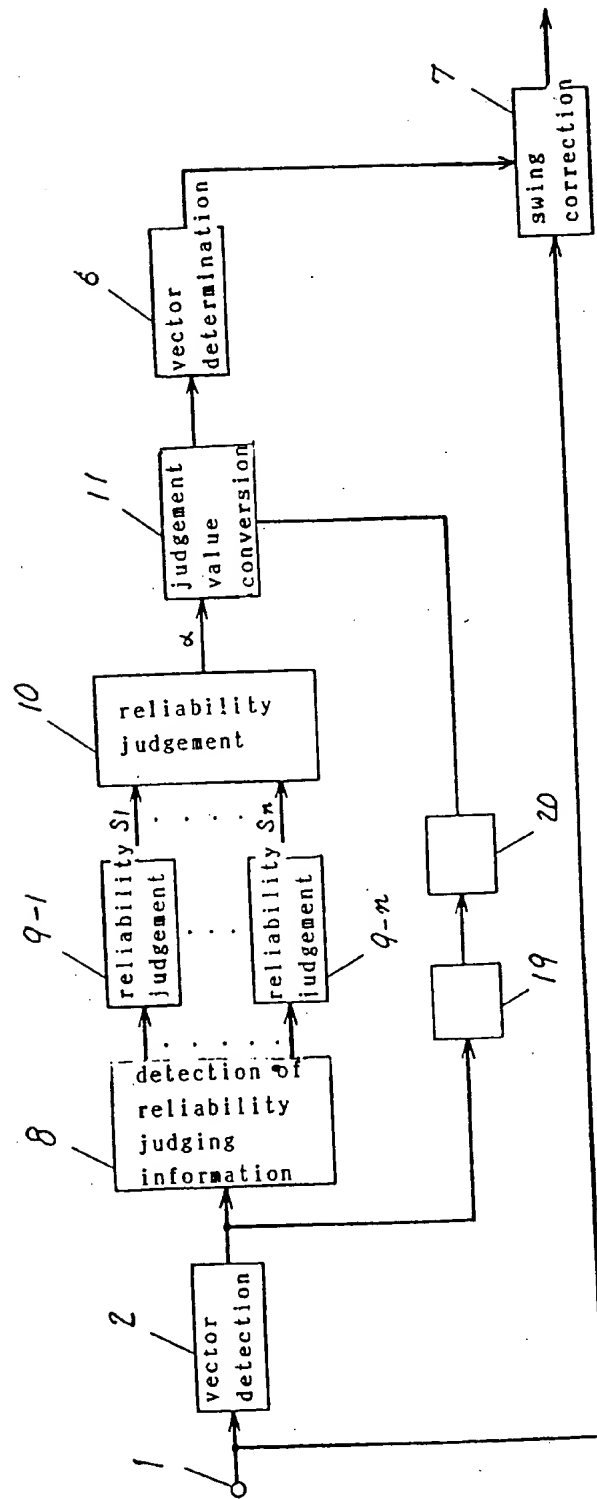 1
2
vector
detection
8
detection of
reliability
judging
information
9-1
reliability
judgement
S1
9-n
reliability
judgement
Sn
10
reliability
judgement
α
11
judgement
value
conversion
6
vector
determination
7
swing
correction
19
20